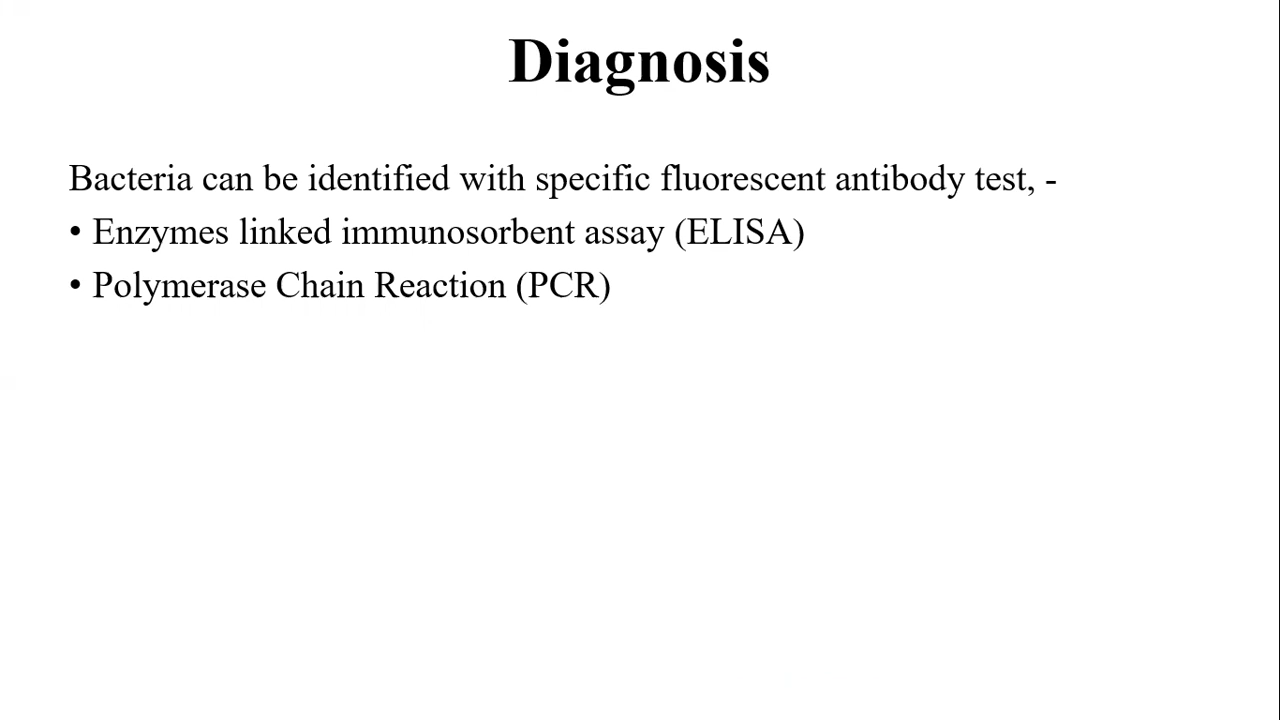 Diagnosis
Bacteria can be identified with specific fluorescent antibody test, -
• Enzymes linked immunosorbent assay (ELISA)
• Polymerase Chain Reaction (PCR)